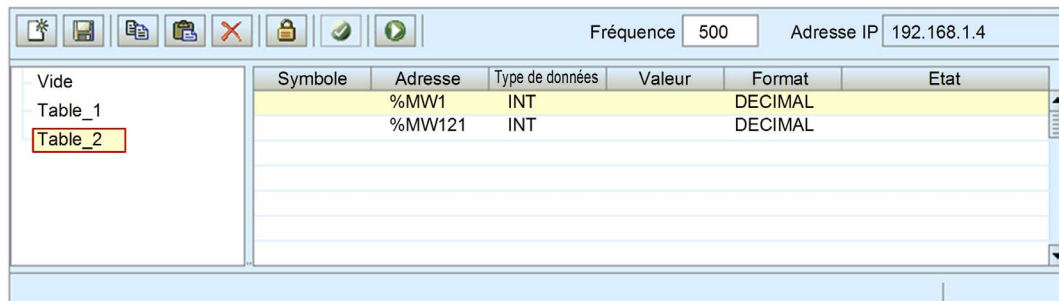 Fréquence 500 Adresse IP 192.168.1.4
Vide
Table_1
Table_2
Symbole Adresse Type de données Valeur Format Etat
%MW1 INT DECIMAL
%MW121 INT DECIMAL